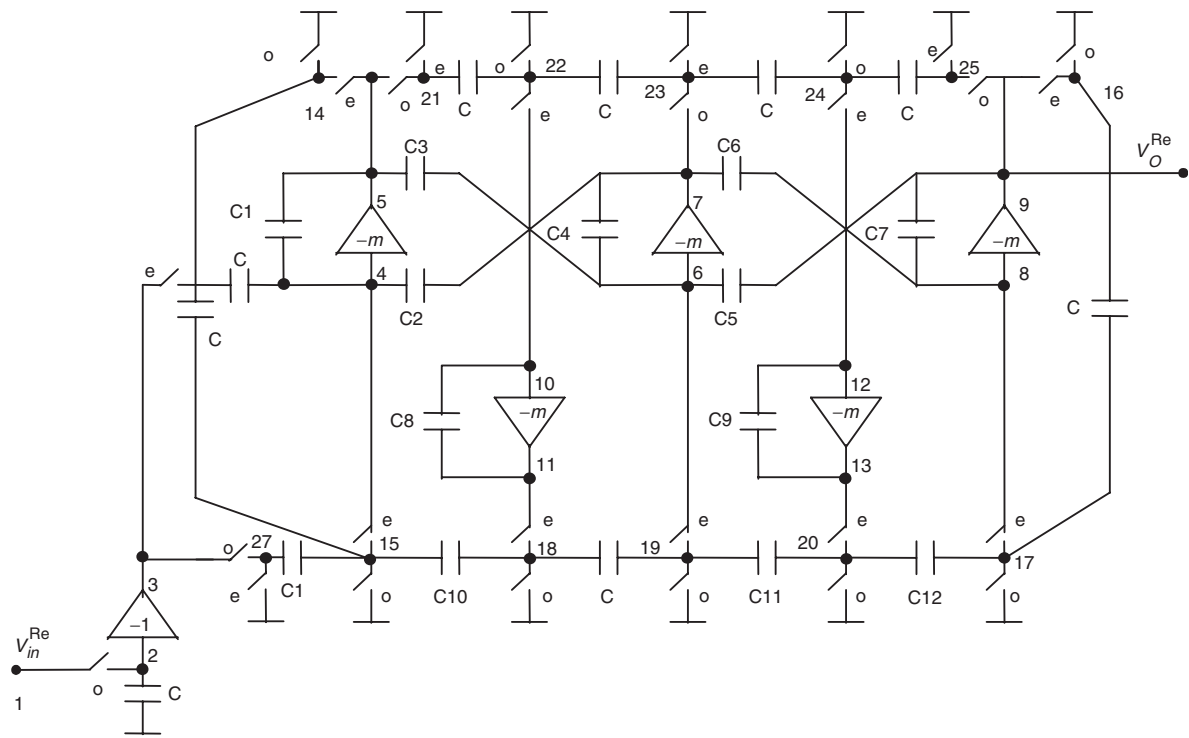 o e o 22 o e o
e o 21 C C 23 e C 24 C 25 o e
14 C e o C e C 16
C3 C6 V_O^Re
C1 5 C4 7 C7 9
−m −m −m
e C 4 6 8
C C2 C5 C
10 12
C8 −m C9 −m
11 13
e e e e e
o 27 15 18 19 20 17
e C1 o C10 o C o C11 o C12 o
3
−1
V_in^Re
2
o C
1